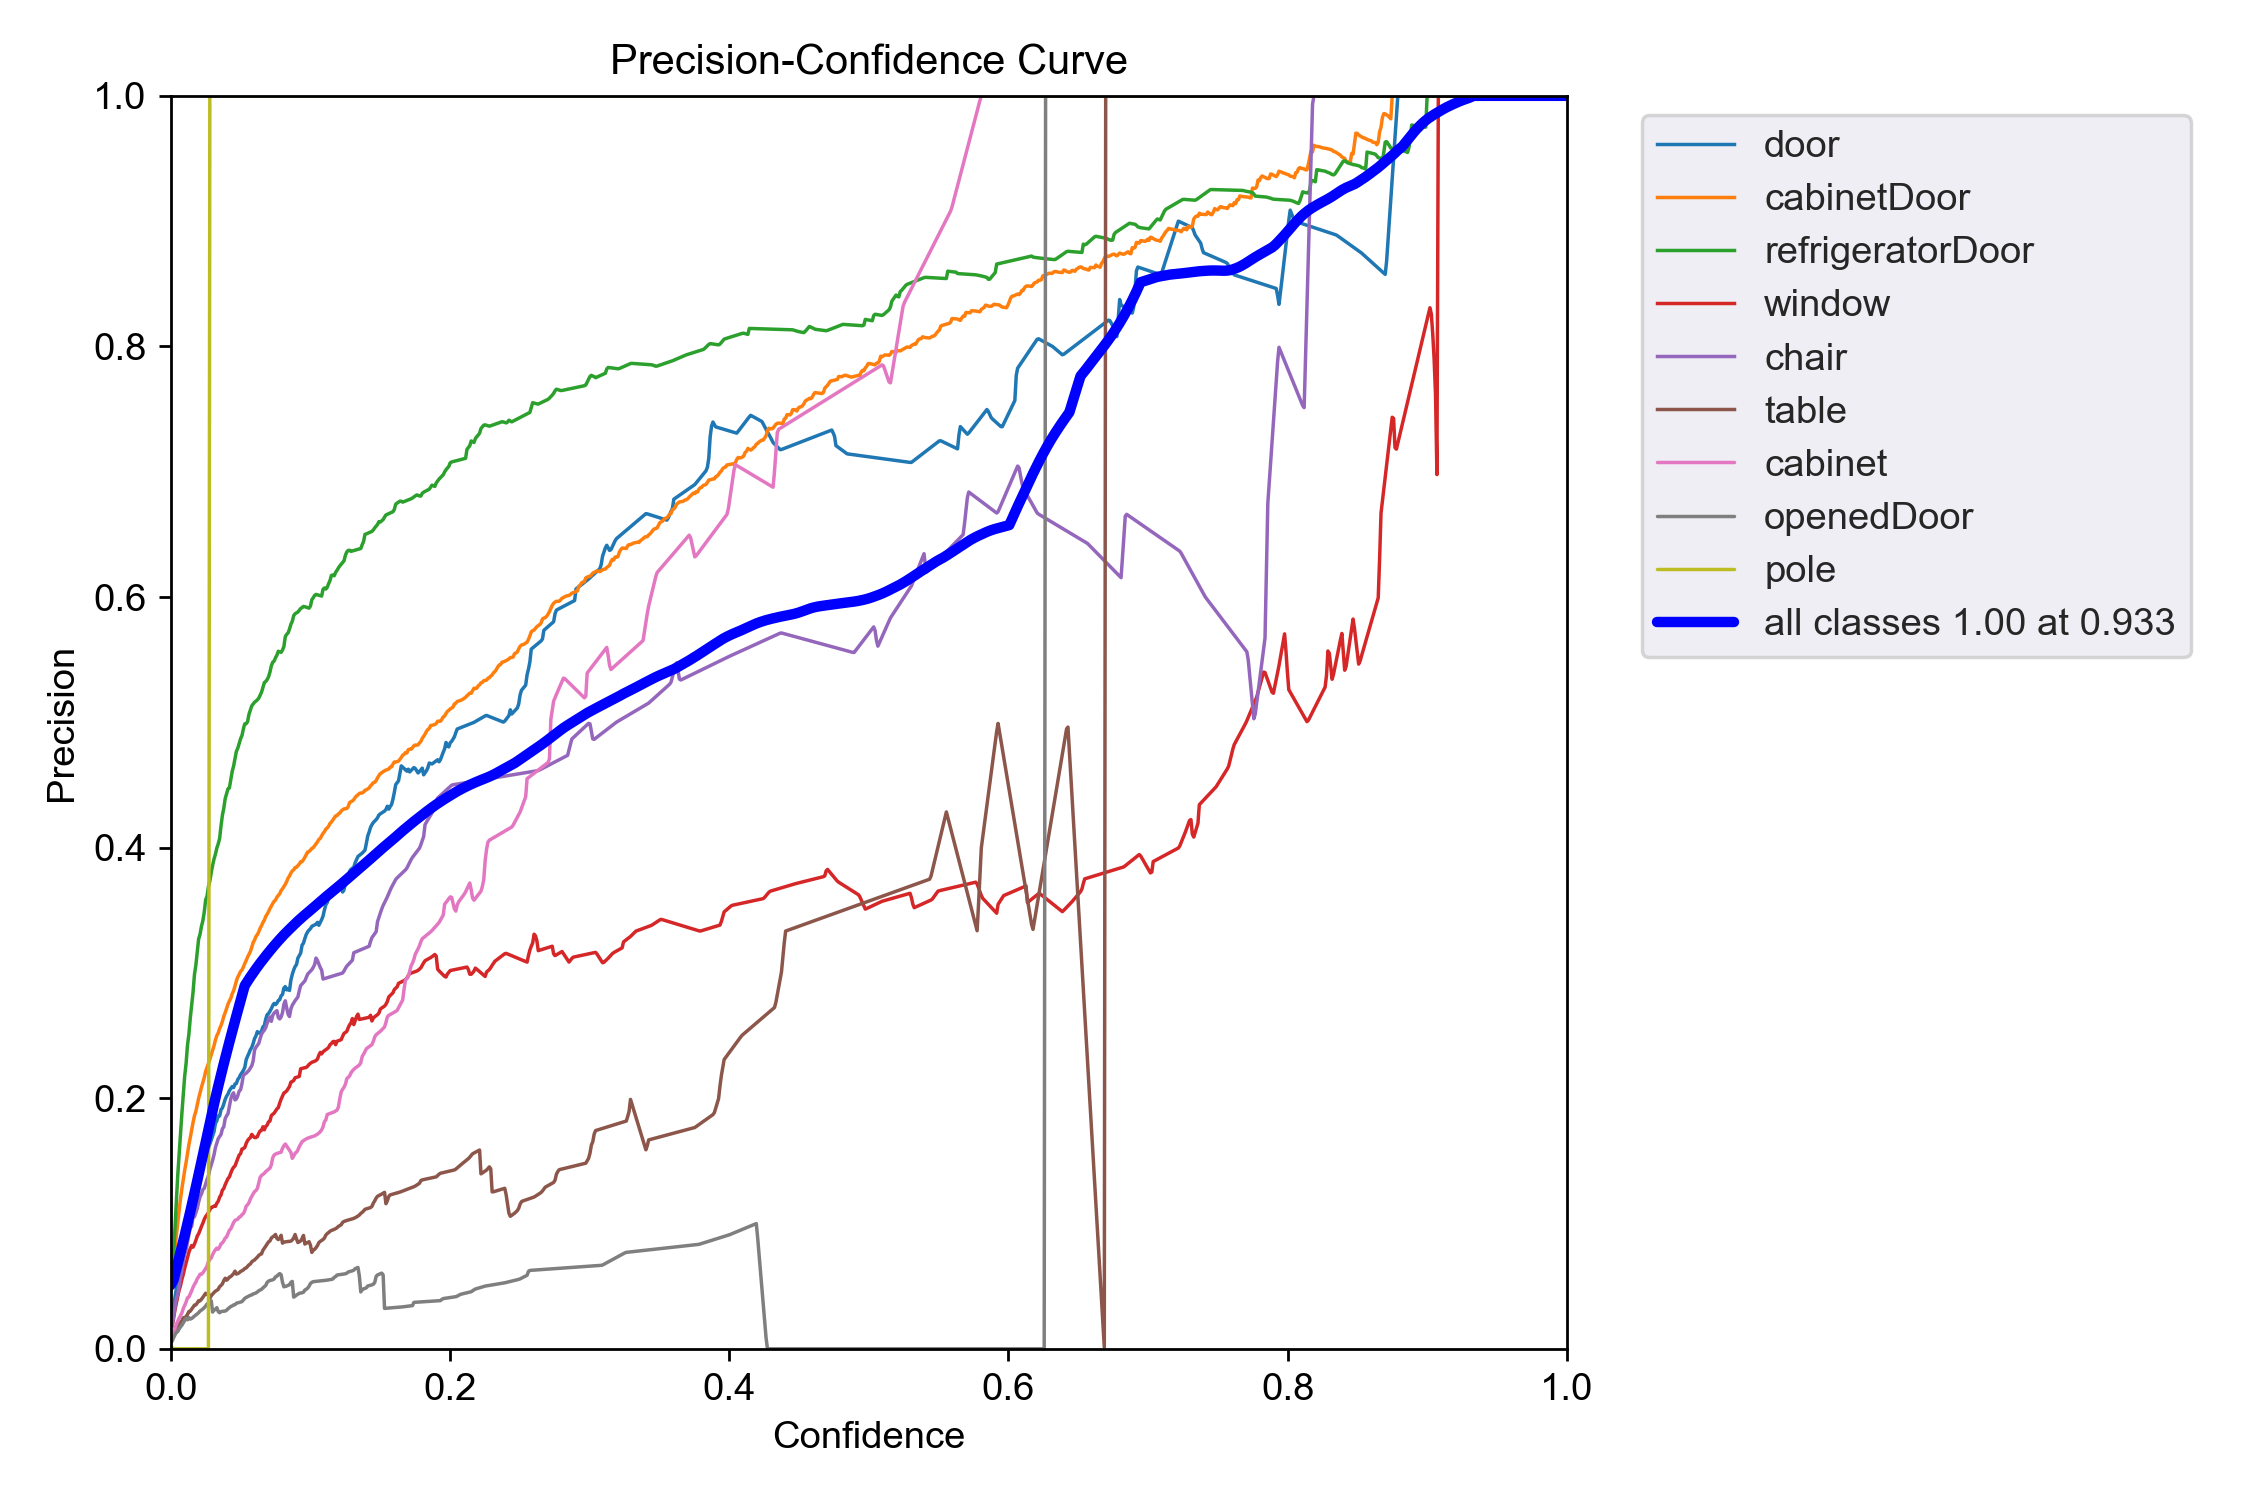 Precision-Confidence Curve
1.0
0.8
0.6
0.4
0.2
0.0
Precision
0.0 0.2 0.4 0.6 0.8 1.0
Confidence
door
cabinetDoor
refrigeratorDoor
window
chair
table
cabinet
openedDoor
pole
all classes 1.00 at 0.933